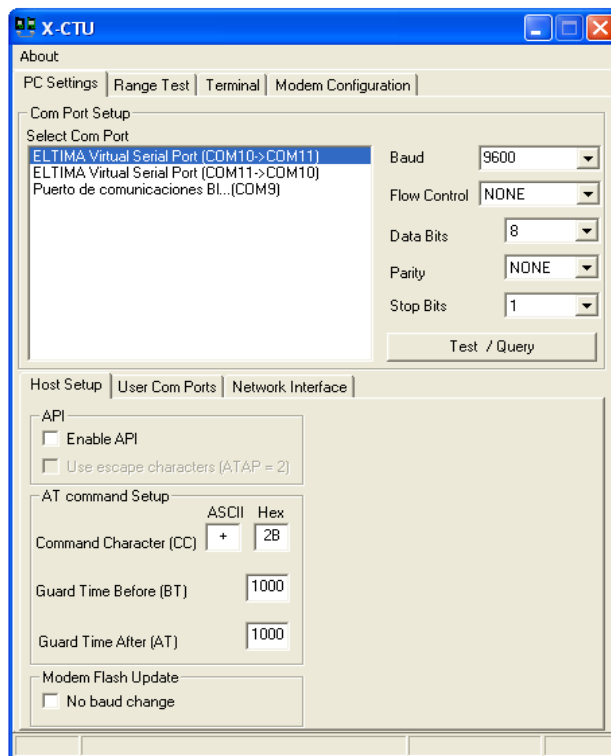 X-CTU
About
PC Settings Range Test Terminal Modem Configuration
Com Port Setup
Select Com Port
ELTIMA Virtual Serial Port (COM10->COM11)
ELTIMA Virtual Serial Port (COM11->COM10)
Puerto de comunicaciones Bl...(COM9)
Baud 9600
Flow Control NONE
Data Bits 8
Parity NONE
Stop Bits 1
Test / Query
Host Setup User Com Ports Network Interface
API
Enable API
Use escape characters (ATAP = 2)
AT command Setup
ASCII Hex
Command Character (CC) + 2B
Guard Time Before (BT) 1000
Guard Time After (AT) 1000
Modem Flash Update
No baud change